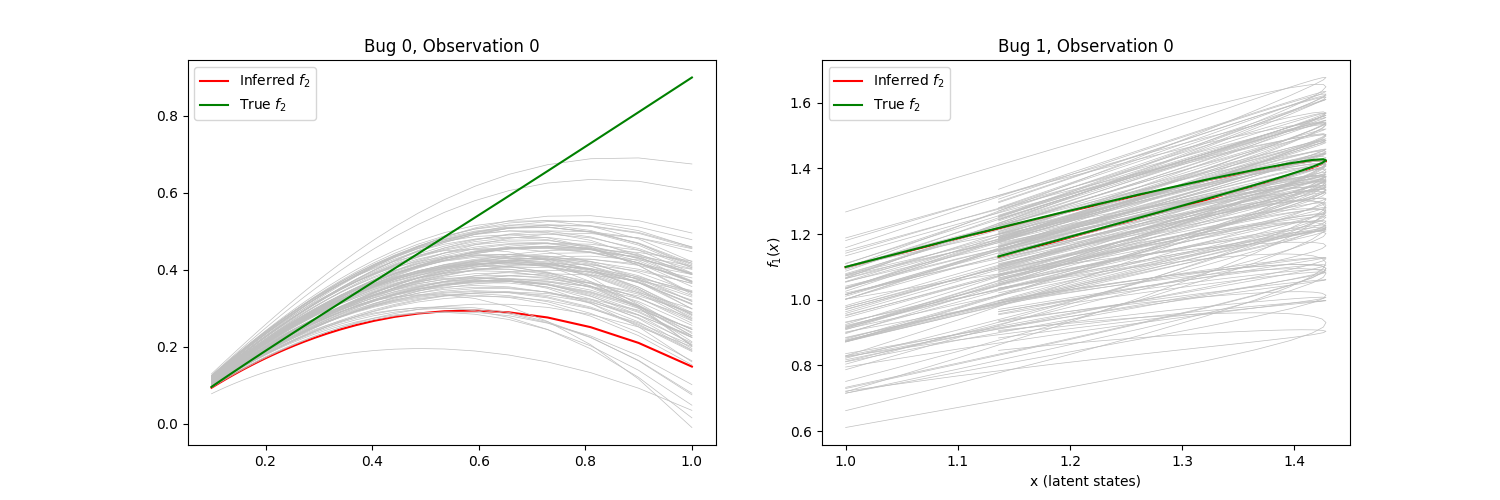 Bug 0, Observation 0
Inferred f₂
True f₂
0.8
0.6
0.4
0.2
0.0
0.2
0.4
0.6
0.8
1.0
Bug 1, Observation 0
Inferred f₂
True f₂
f₁(x)
1.6
1.4
1.2
1.0
0.8
0.6
1.0
1.1
1.2
1.3
1.4
x (latent states)